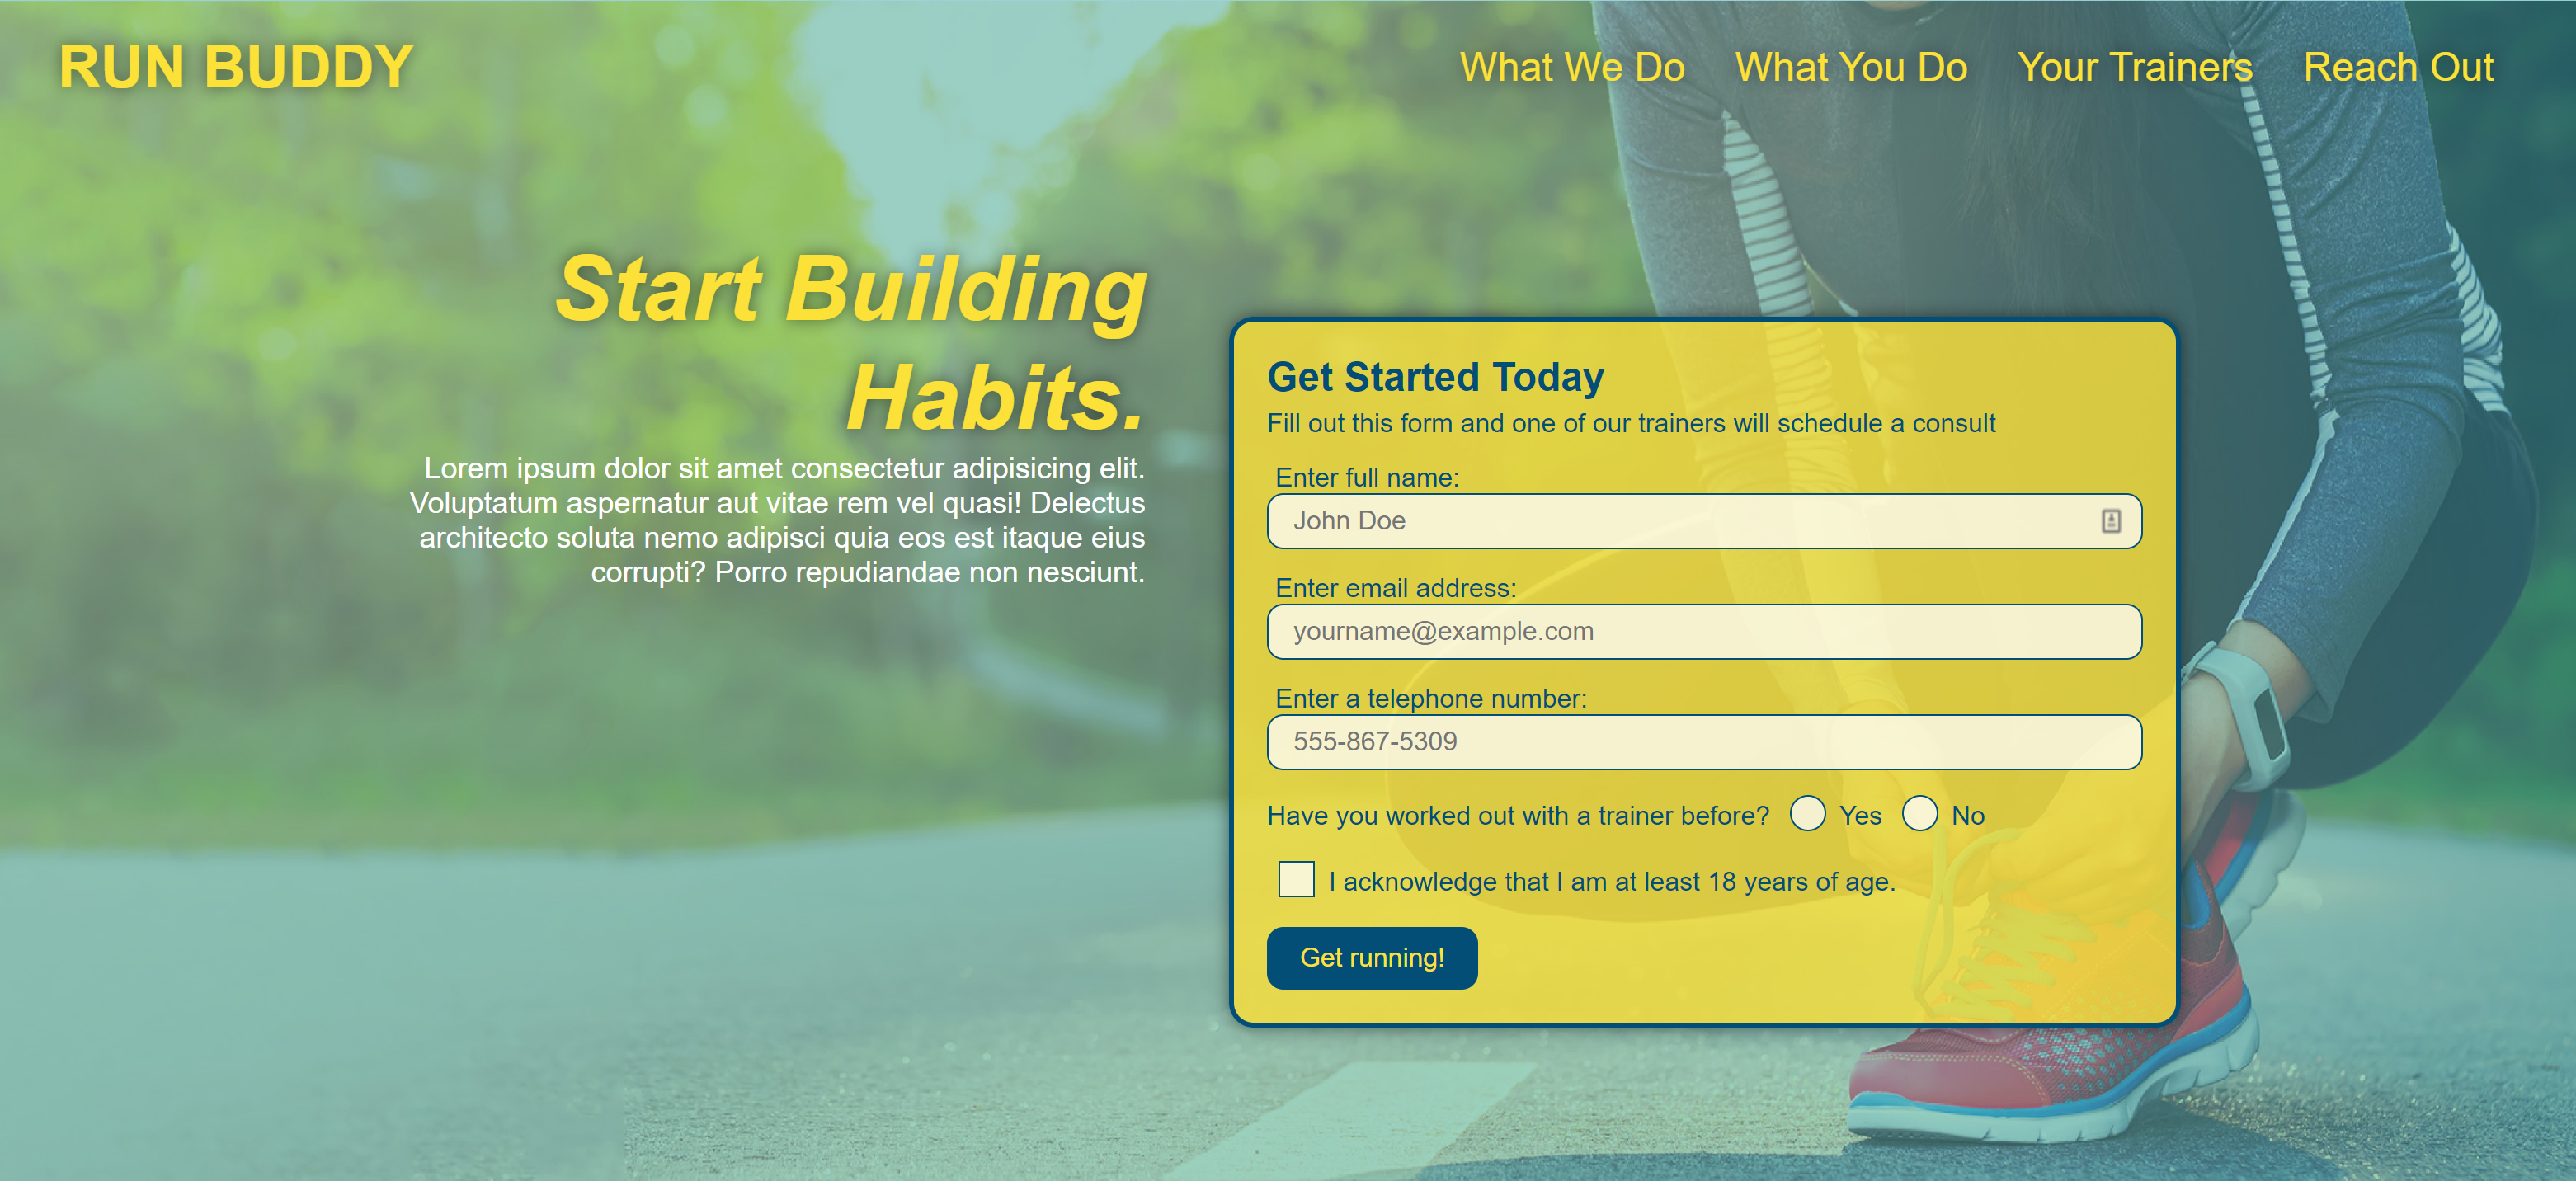 RUN BUDDY
What We Do What You Do Your Trainers Reach Out
Start Building
Habits.
Lorem ipsum dolor sit amet consectetur adipisicing elit.
Voluptatum aspernatur aut vitae rem vel quasi! Delectus
architecto soluta nemo adipisci quia eos est itaque eius
corrupti? Porro repudiandae non nesciunt.
Get Started Today
Fill out this form and one of our trainers will schedule a consult
Enter full name:
John Doe
Enter email address:
yourname@example.com
Enter a telephone number:
555-867-5309
Have you worked out with a trainer before? Yes No
I acknowledge that I am at least 18 years of age.
Get running!